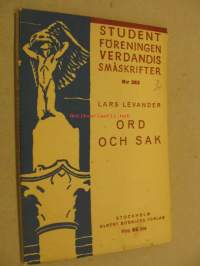 STUDENT
FÖRENINGEN
VERDANDIS
SMÅSKRIFTER
LARS LEVANDER
ORD
OCH SAK
STOCKHOLM
ALBERT BONNIERS FÖRLAG